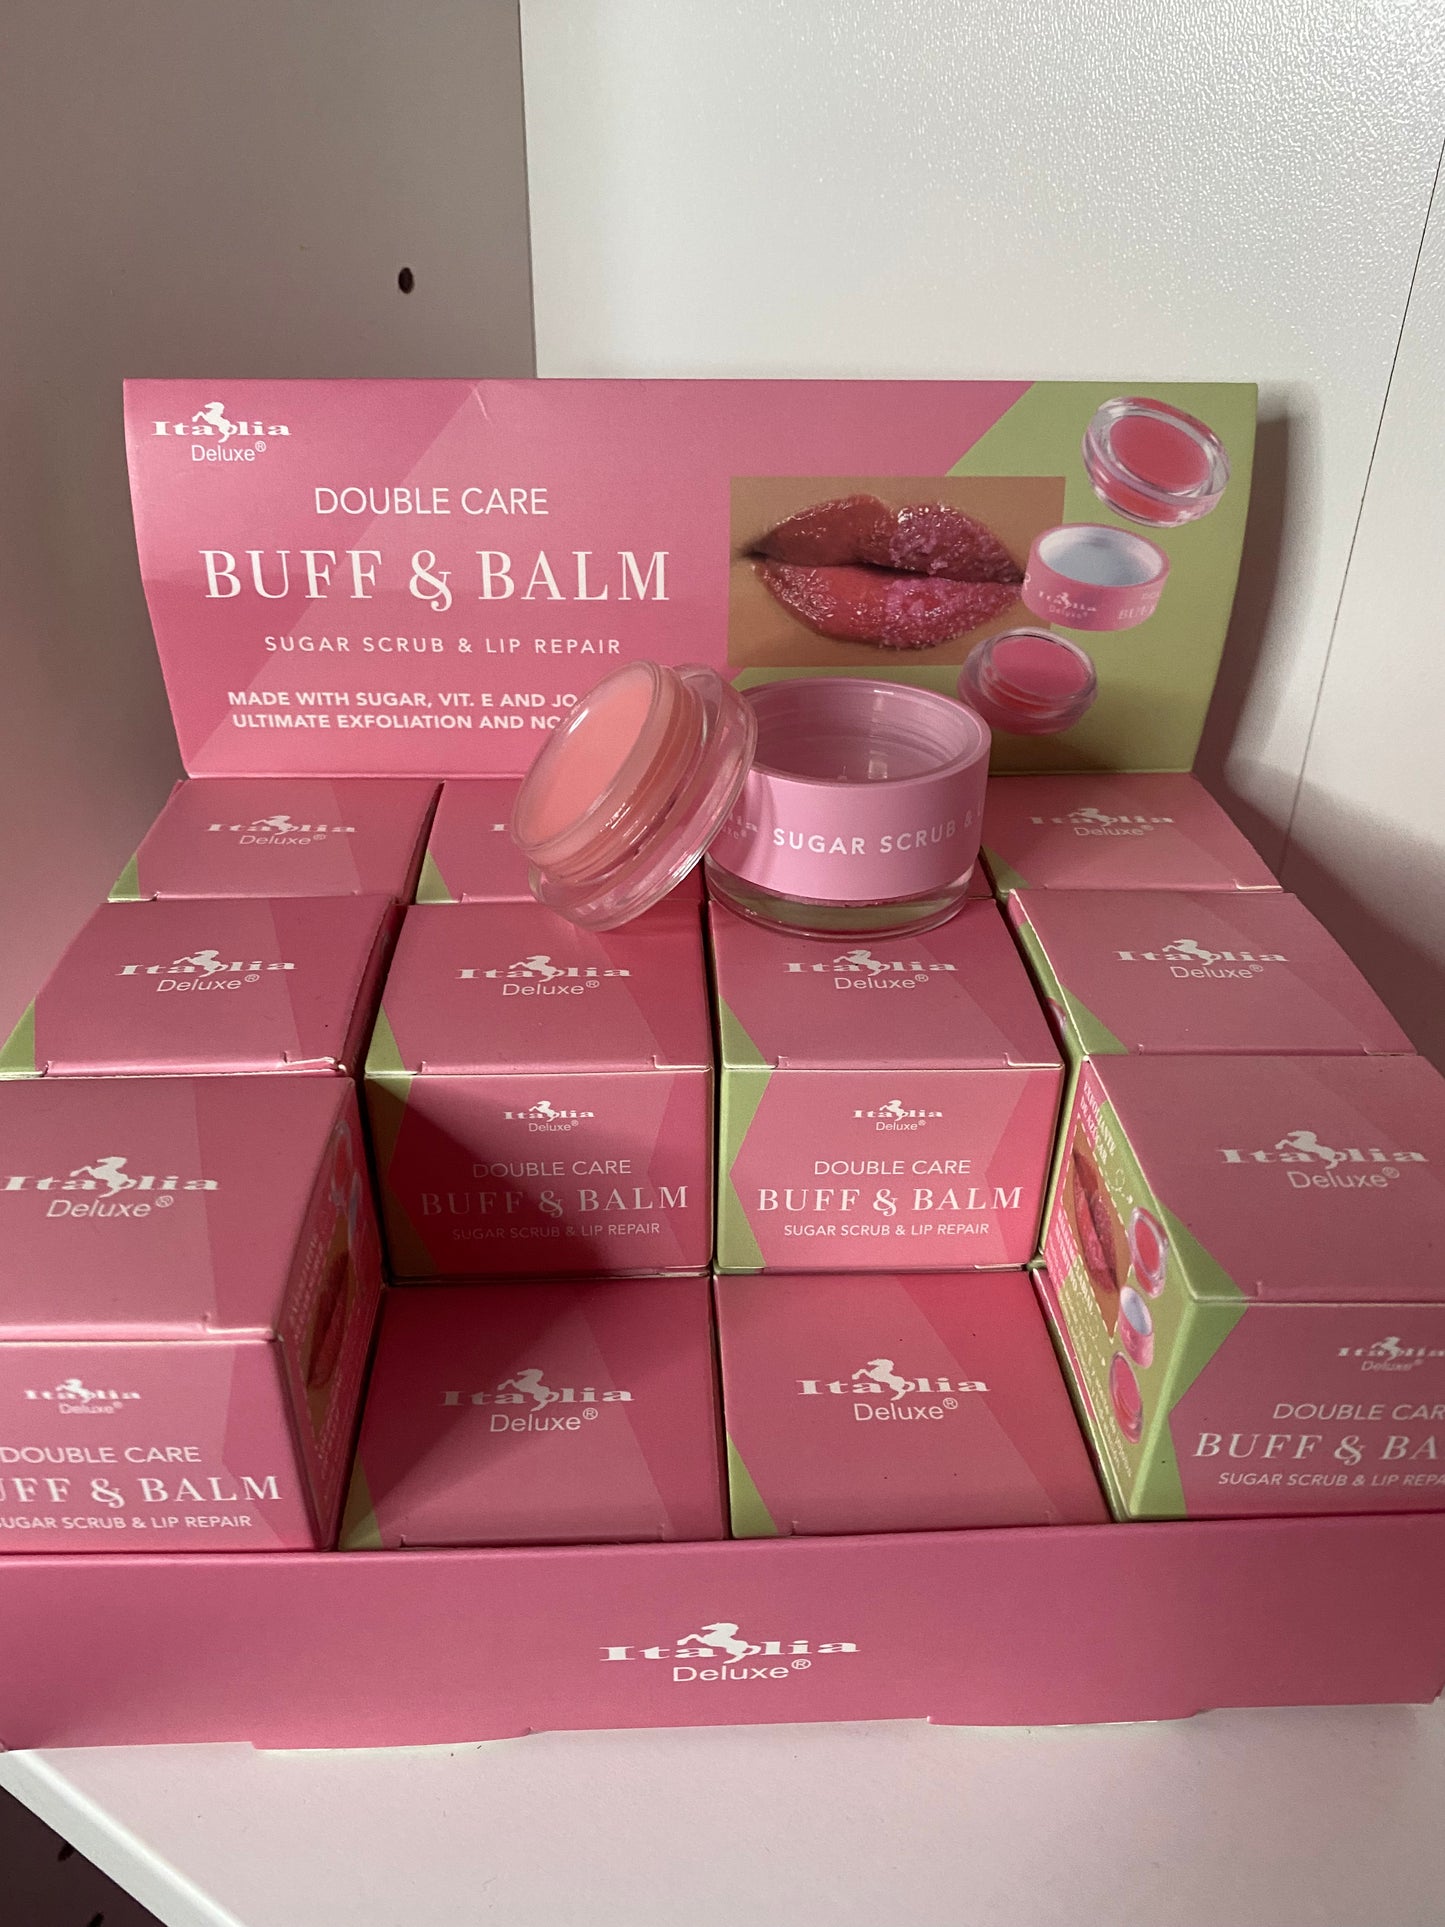 Italia
Deluxe®
DOUBLE CARE
BUFF & BALM
SUGAR SCRUB & LIP REPAIR
MADE WITH SUGAR, VIT. E AND
ULTIMATE EXFOLIATION AND
Italia
Deluxe®
SUGAR SCRUB &
Italia
Deluxe®
Italia
Deluxe®
Italia
Deluxe®
Italia
Deluxe®
Italia
Deluxe®
Italia
Deluxe®
DOUBLE CARE
BUFF & BALM
SUGAR SCRUB & LIP REPAIR
Italia
Deluxe®
DOUBLE CARE
BUFF & BALM
SUGAR SCRUB & LIP REPAIR
Italia
Deluxe®
Italia
Deluxe®
Italia
Deluxe®
DOUBLE CARE
BUFF & BALM
SUGAR SCRUB & LIP REPAIR
Italia
Deluxe®
Italia
Deluxe®
Italia
Deluxe®
DOUBLE CAR
BUFF & BA
SUGAR SCRUB & LIP REPA
Italia
Deluxe®